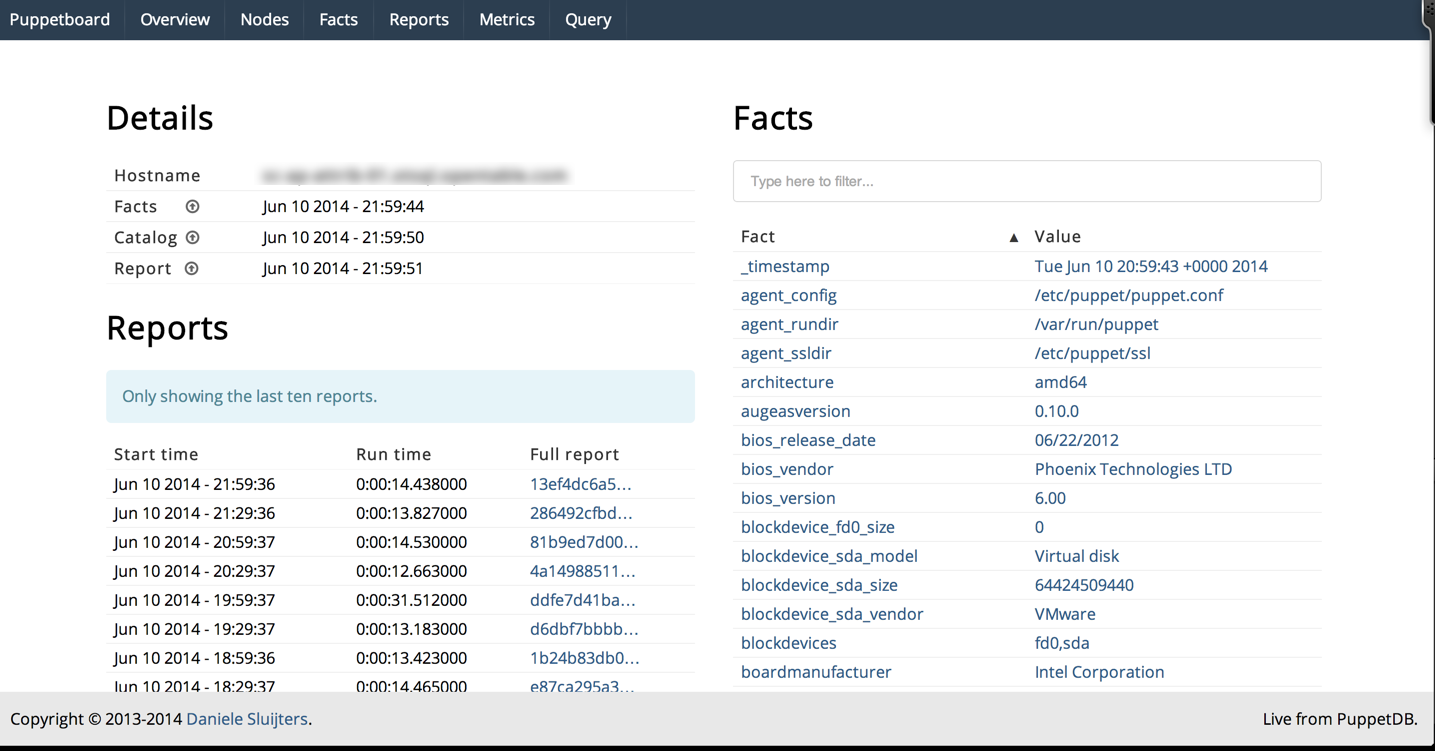 Puppetboard Overview Nodes Facts Reports Metrics Query
Details
Hostname
Facts Jun 10 2014 - 21:59:44
Catalog Jun 10 2014 - 21:59:50
Report Jun 10 2014 - 21:59:51
Reports
Only showing the last ten reports.
Start time Run time Full report
Jun 10 2014 - 21:59:36 0:00:14.438000 13ef4dc6a5...
Jun 10 2014 - 21:29:36 0:00:13.827000 286492cfbd...
Jun 10 2014 - 20:59:37 0:00:14.530000 81b9ed7d00...
Jun 10 2014 - 20:29:37 0:00:12.663000 4a14988511...
Jun 10 2014 - 19:59:37 0:00:31.512000 ddfe7d41ba...
Jun 10 2014 - 19:29:37 0:00:13.183000 d6dbf7bbbb...
Jun 10 2014 - 18:59:36 0:00:13.423000 1b24b83db0...
Jun 10 2014 - 18:29:37 0:00:14.465000 e87ca295a3...
Facts
Type here to filter...
Fact ▲ Value
_timestamp Tue Jun 10 20:59:43 +0000 2014
agent_config /etc/puppet/puppet.conf
agent_rundir /var/run/puppet
agent_ssldir /etc/puppet/ssl
architecture amd64
augeasversion 0.10.0
bios_release_date 06/22/2012
bios_vendor Phoenix Technologies LTD
bios_version 6.00
blockdevice_fd0_size 0
blockdevice_sda_model Virtual disk
blockdevice_sda_size 64424509440
blockdevice_sda_vendor VMware
blockdevices fd0,sda
boardmanufacturer Intel Corporation
Copyright © 2013-2014 Daniele Sluijters. Live from PuppetDB.